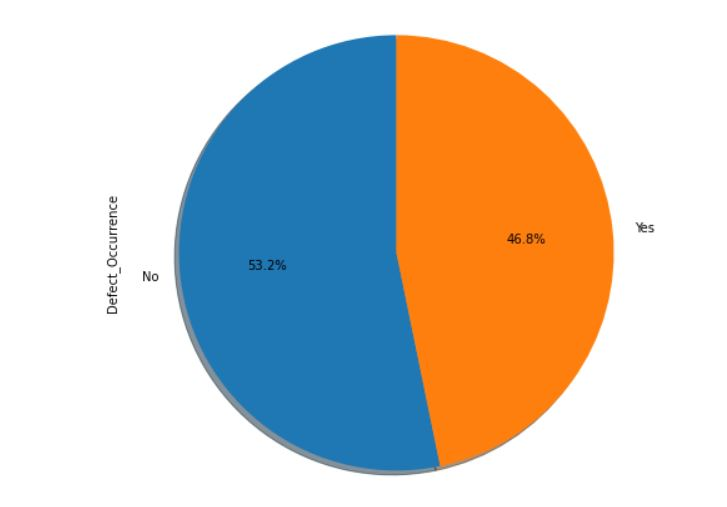 Defect_Occurrence
No
53.2%
46.8%
Yes